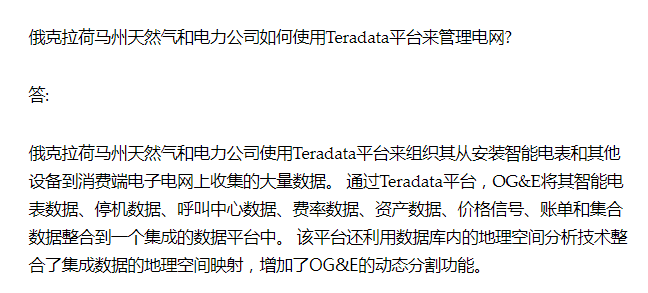 俄克拉荷马州天然气和电力公司如何使用Teradata平台来管理电网?
答:
俄克拉荷马州天然气和电力公司使用Teradata平台来组织其从安装智能电表和其他
设备到消费端电子电网上收集的大量数据。 通过Teradata平台，OG&E将其智能电
表数据、停机数据、呼叫中心数据、费率数据、资产数据、价格信号、账单和集合
数据整合到一个集成的数据平台中。 该平台还利用数据库内的地理空间分析技术整
合了集成数据的地理空间映射，增加了OG&E的动态分割功能。